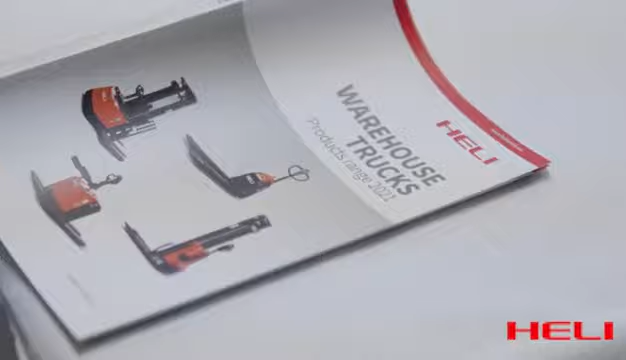 HELI
WAREHOUSE
TRUCKS
Products range 2021
HELI